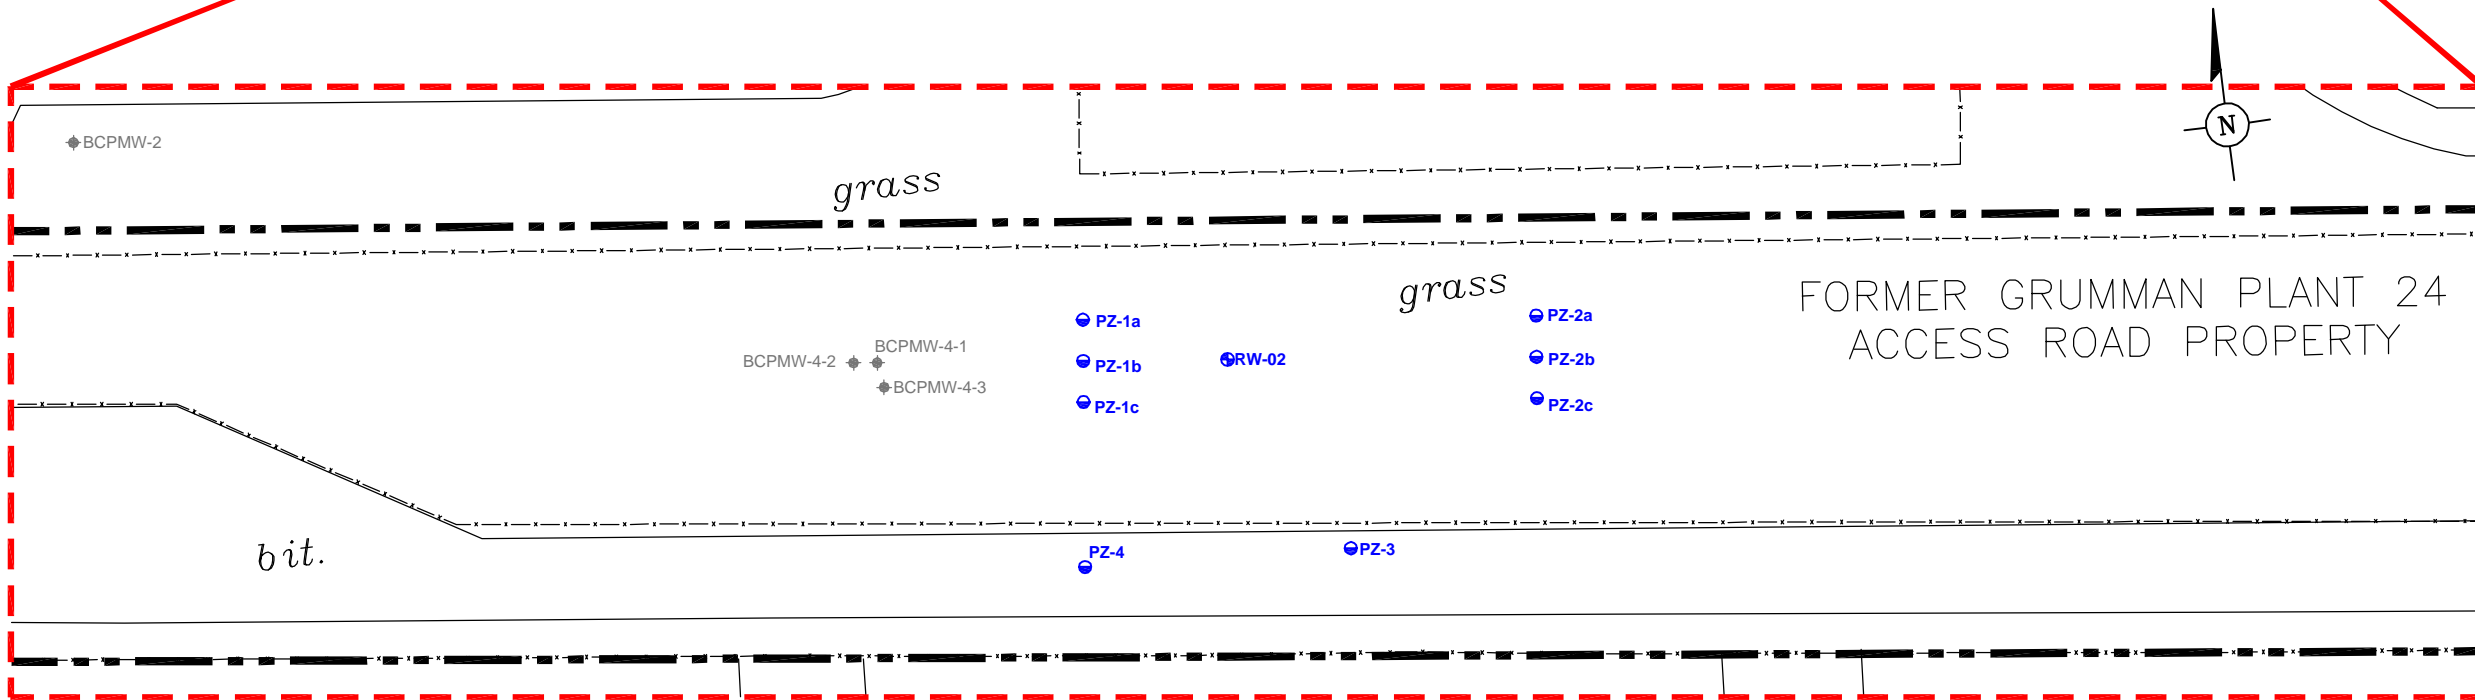 N
BCPMW-2
grass
grass
FORMER GRUMMAN PLANT 24
ACCESS ROAD PROPERTY
PZ-1a
PZ-2a
BCPMW-4-1
BCPMW-4-2
PZ-1b
RW-02
PZ-2b
BCPMW-4-3
PZ-1c
PZ-2c
bit.
PZ-4
PZ-3